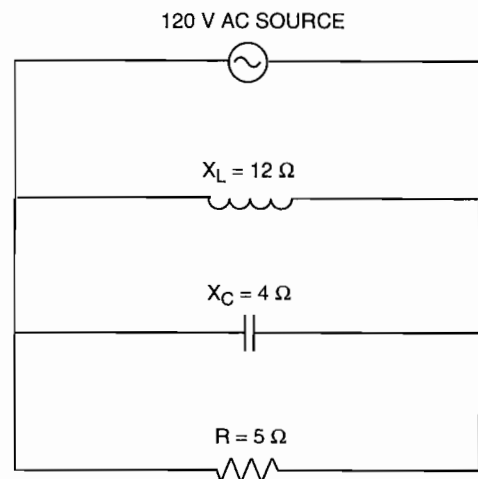 120 V AC SOURCE
X_L = 12 Ω
X_C = 4 Ω
R = 5 Ω